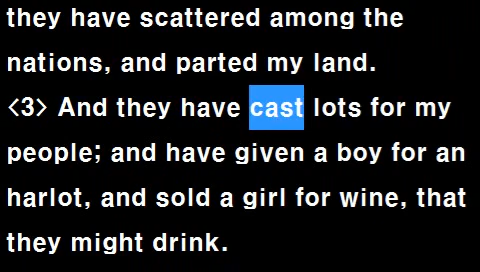 they have scattered among the
nations, and parted my land.
<3> And they have cast lots for my
people; and have given a boy for an
harlot, and sold a girl for wine, that
they might drink.